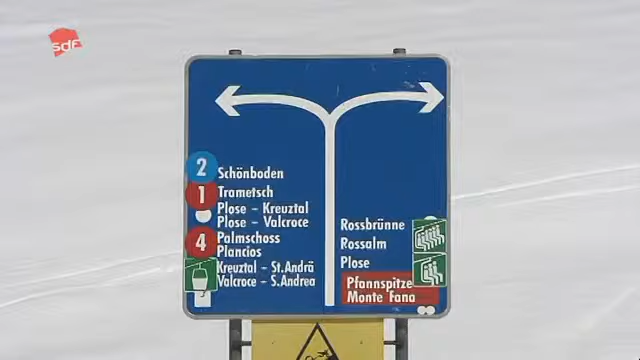 sdf
2 Schönboden
1 Trametsch
Plose - Kreuztal
Plose - Valcroce
4 Palmschoss
Plancios
Kreuztal - St.Andrä
Valcroce - S.Andrea
Rossbrünne
Rossalm
Plose
Pfannspitze
Monte Fana